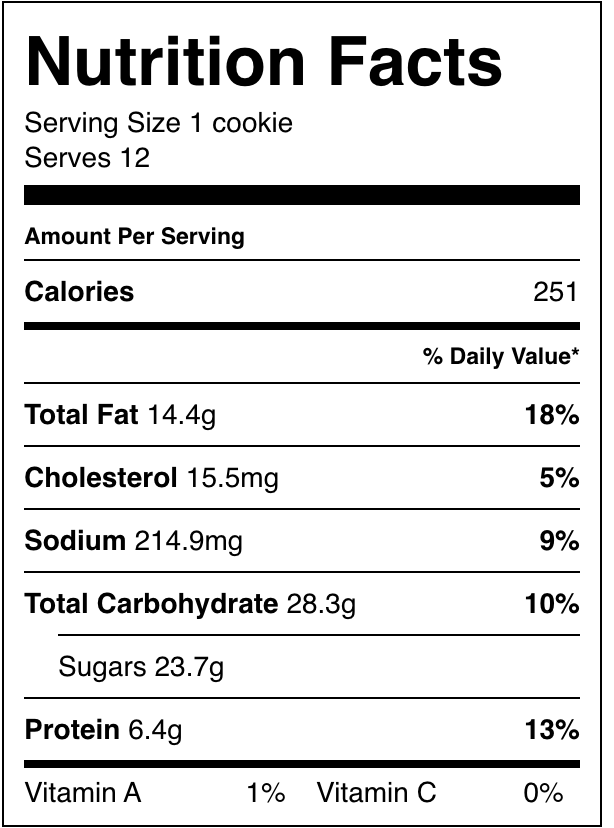 Nutrition Facts
Serving Size 1 cookie
Serves 12
Amount Per Serving
Calories 251
% Daily Value*
Total Fat 14.4g 18%
Cholesterol 15.5mg 5%
Sodium 214.9mg 9%
Total Carbohydrate 28.3g 10%
Sugars 23.7g
Protein 6.4g 13%
Vitamin A 1% Vitamin C 0%